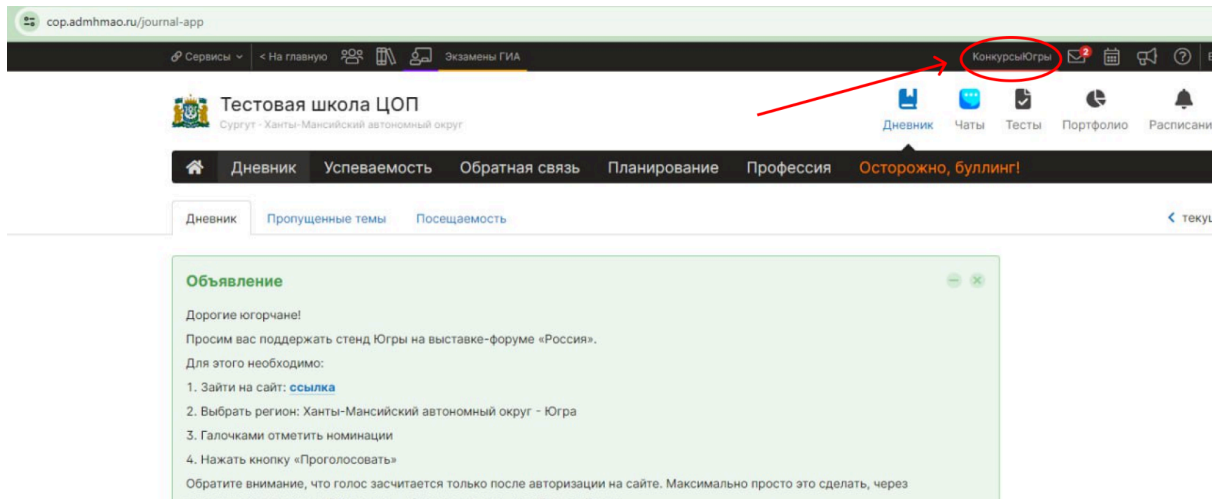 cop.admhmao.ru/journal-app
Сервисы < На главную Экзамены ГИА КонкурсыЮгры 2
Тестовая школа ЦОП
Сургут - Ханты-Мансийский автономный округ
Дневник Чаты Тесты Портфолио Расписани
Дневник Успеваемость Обратная связь Планирование Профессия Осторожно, буллинг!
Дневник Пропущенные темы Посещаемость < теку
Объявление
Дорогие югорчане!
Просим вас поддержать стенд Югры на выставке-форуме «Россия».
Для этого необходимо:
1. Зайти на сайт: ссылка
2. Выбрать регион: Ханты-Мансийский автономный округ - Югра
3. Галочками отметить номинации
4. Нажать кнопку «Проголосовать»
Обратите внимание, что голос засчитается только после авторизации на сайте. Максимально просто это сделать, через